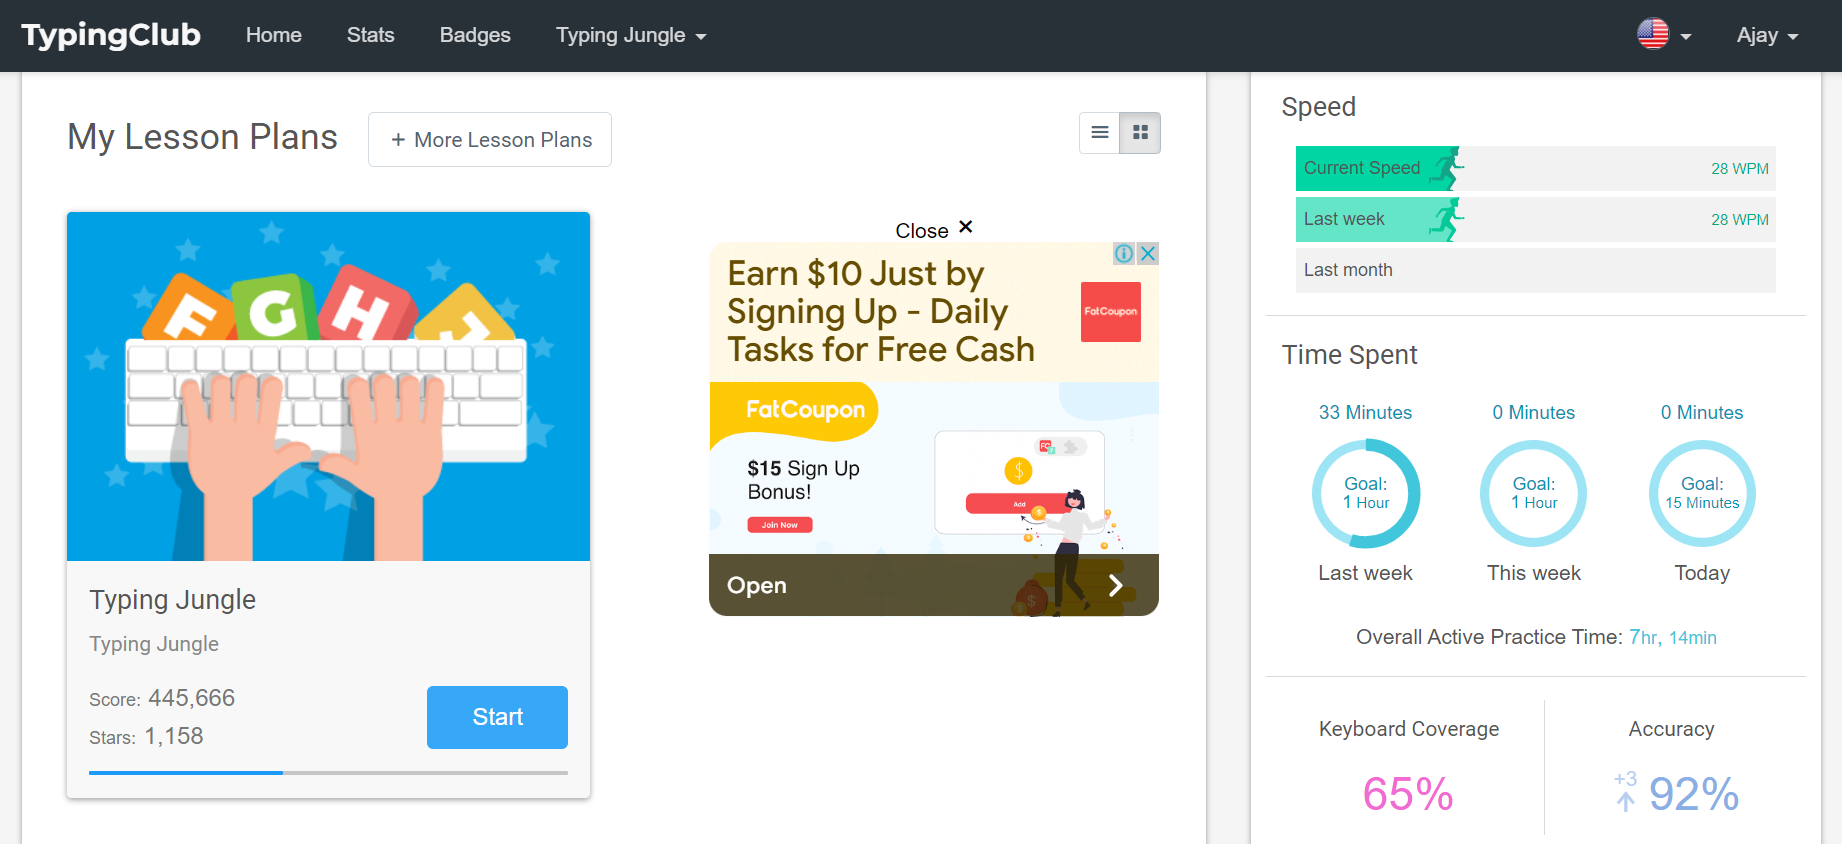 TypingClub
Home
Stats
Badges
Typing Jungle
Ajay
My Lesson Plans
+ More Lesson Plans
F
G
H
J
Typing Jungle
Typing Jungle
Score: 445,666
Stars: 1,158
Start
Close ×
Earn $10 Just by
Signing Up - Daily
Tasks for Free Cash
FatCoupon
FatCoupon
$15 Sign Up
Bonus!
Join Now
FC
$
Add
$
$
Open
Speed
Current Speed 28 WPM
Last week 28 WPM
Last month
Time Spent
33 Minutes
Goal:
1 Hour
Last week
0 Minutes
Goal:
1 Hour
This week
0 Minutes
Goal:
15 Minutes
Today
Overall Active Practice Time: 7hr, 14min
Keyboard Coverage
65%
Accuracy
+3
92%